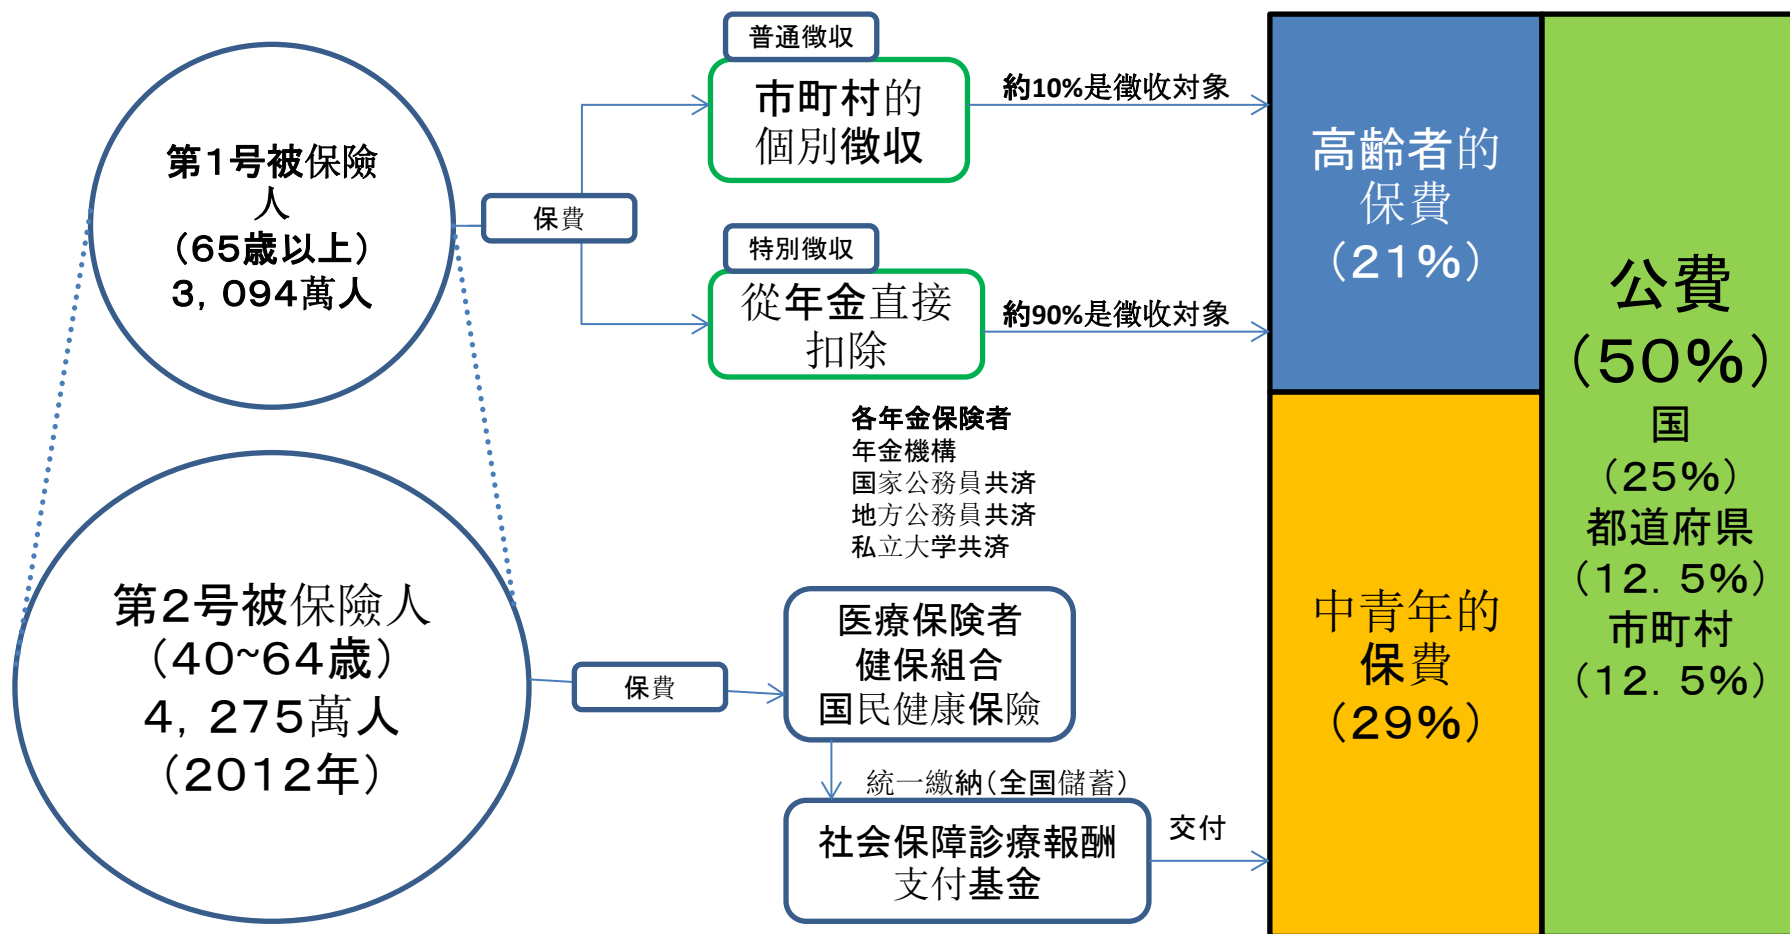 第1号被保險
人
(65歳以上)
3，094萬人
第2号被保險人
(40~64歳)
4，275萬人
(2012年)
保費
普通徴収
市町村的
個別徴収
約10%是徴収対象
特別徴収
從年金直接
扣除
約90%是徴収対象
各年金保険者
年金機構
国家公務員共済
地方公務員共済
私立大学共済
保費
医療保険者
健保組合
国民健康保險
統一繳納(全国儲蓄)
社会保障診療報酬
支付基金
交付
高齢者的
保費
(21%)
中青年的
保費
(29%)
公費
(50%)
国
(25%)
都道府県
(12．5%)
市町村
(12．5%)